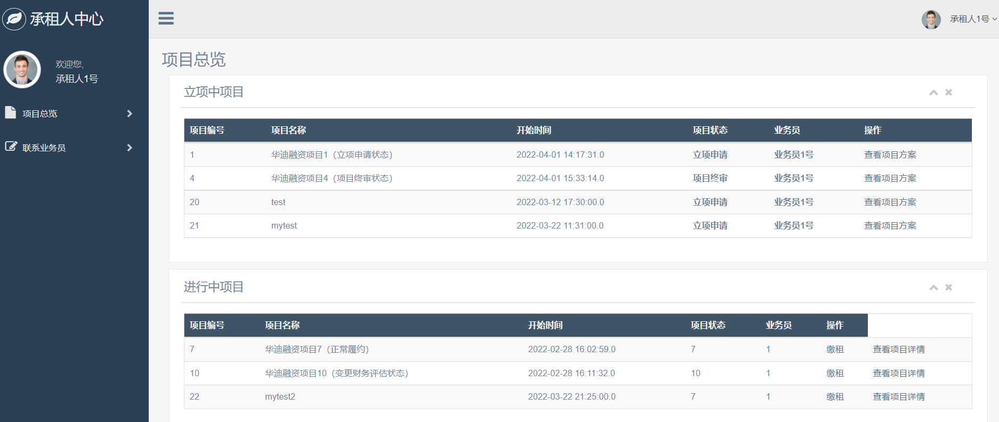 承租人中心
承租人1号
欢迎您,
承租人1号
项目总览
联系业务员
项目总览
立项中项目
项目编号 项目名称 开始时间 项目状态 业务员 操作
1 华迪融资项目1（立项申请状态） 2022-04-01 14:17:31.0 立项申请 业务员1号 查看项目方案
4 华迪融资项目4（项目终审状态） 2022-04-01 15:33:14.0 项目终审 业务员1号 查看项目方案
20 test 2022-03-12 17:30:00.0 立项申请 业务员1号 查看项目方案
21 mytest 2022-03-22 11:31:00.0 立项申请 业务员1号 查看项目方案
进行中项目
项目编号 项目名称 开始时间 项目状态 业务员 操作
7 华迪融资项目7（正常履约） 2022-02-28 16:02:59.0 7 1 缴租 查看项目详情
10 华迪融资项目10（变更财务评估状态） 2022-02-28 16:11:32.0 10 1 缴租 查看项目详情
22 mytest2 2022-03-22 21:25:00.0 7 1 缴租 查看项目详情